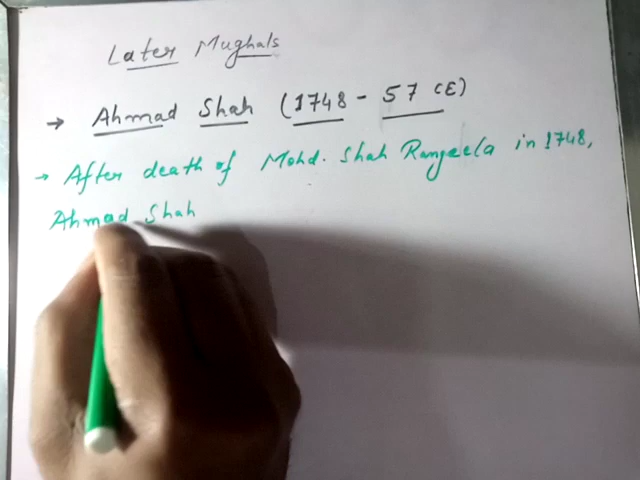 Later Mughals
→ Ahmad Shah (1748 - 57 CE)
→ After death of Mohd. Shah Rangeela in 1748,
Ahmad Shah